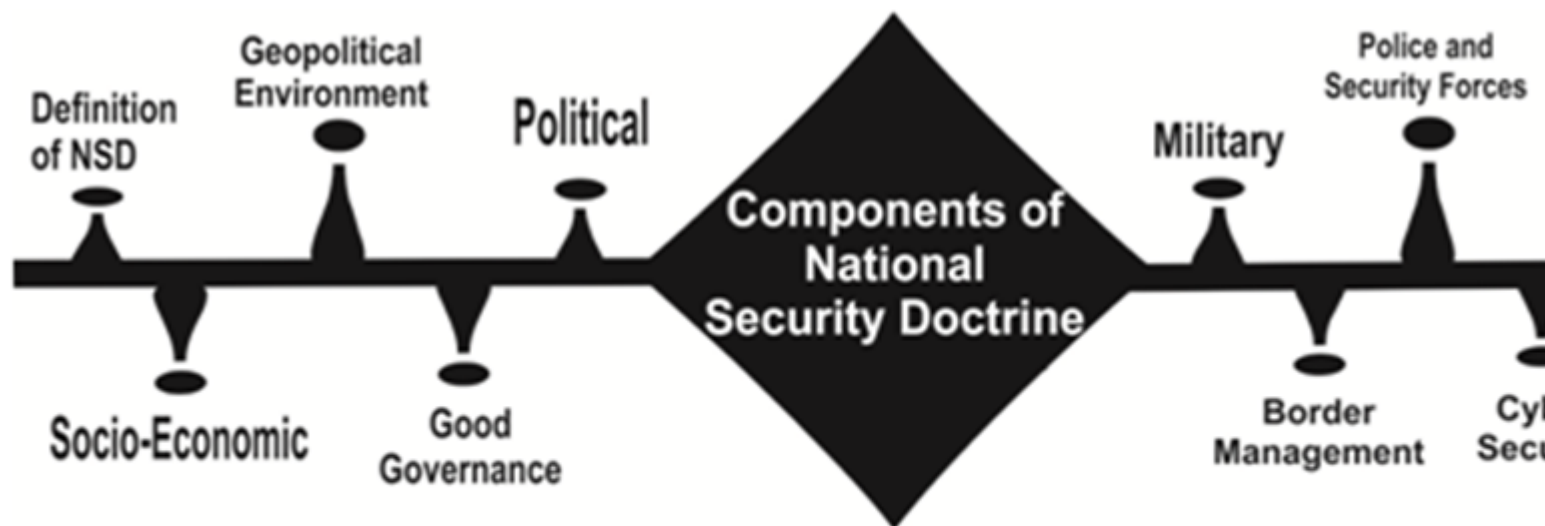 Definition
of NSD
Geopolitical
Environment
Political
Socio-Economic
Good
Governance
Components of
National
Security Doctrine
Military
Police and
Security Forces
Border
Management